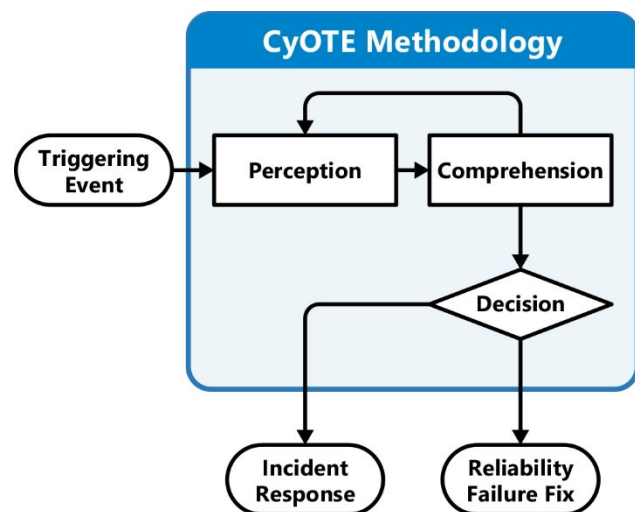 CyOTE Methodology
Triggering
Event
Perception
Comprehension
Decision
Incident
Response
Reliability
Failure Fix